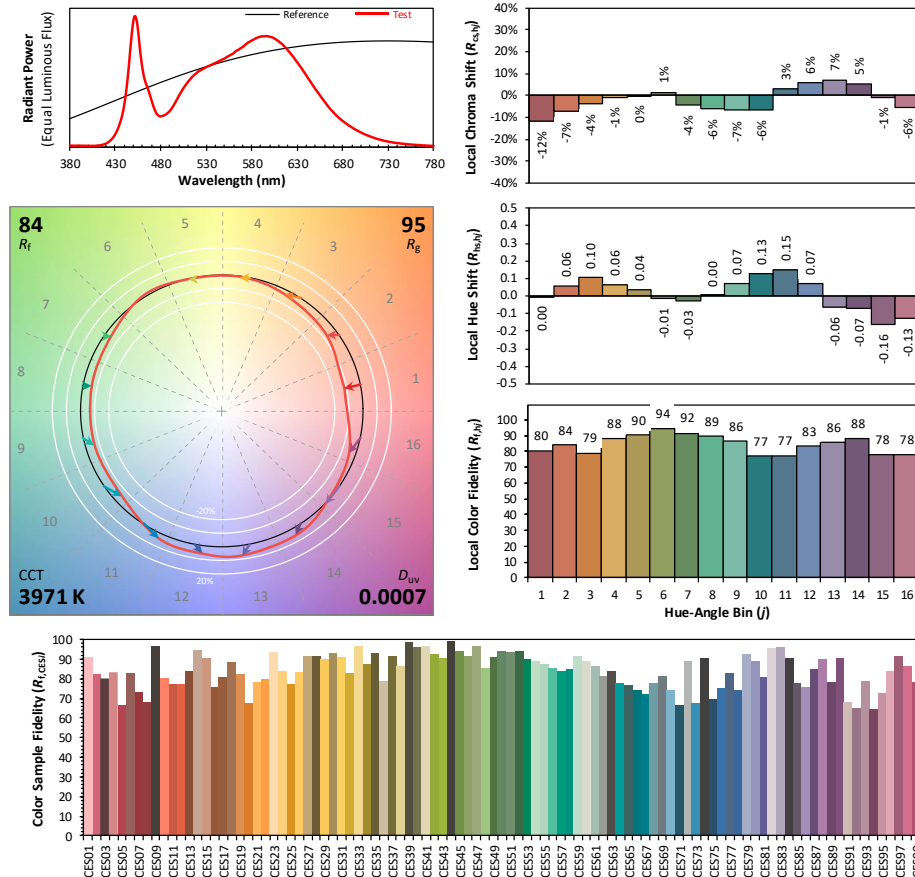 Radiant Power
(Equal Luminous Flux)
Reference
Test
380
430
480
530
580
630
680
730
780
Wavelength (nm)
Local Chroma Shift (Rcs,hj)
40%
30%
20%
10%
0%
-10%
-20%
-30%
-40%
-12%
-7%
-4%
-1%
0%
1%
-4%
-6%
-7%
-6%
3%
6%
7%
5%
-1%
-6%
84
Rf
95
Rg
5
4
6
3
7
2
8
1
9
16
10
15
11
14
12
13
-20%
20%
CCT
3971 K
Duv
0.0007
Local Hue Shift (Rhs,hj)
0.5
0.4
0.3
0.2
0.1
0.0
-0.1
-0.2
-0.3
-0.4
-0.5
0.00
0.06
0.10
0.06
0.04
-0.01
-0.03
0.00
0.07
0.13
0.15
0.07
-0.06
-0.07
-0.16
-0.13
Local Color Fidelity (Rf,hj)
100
90
80
70
60
50
40
30
20
10
0
80
84
79
88
90
94
92
89
86
77
77
83
86
88
78
78
1 2 3 4 5 6 7 8 9 10 11 12 13 14 15 16
Hue-Angle Bin (j)
Color Sample Fidelity (Rf,CESi)
100
90
80
70
60
50
40
30
20
10
0
CES01
CES03
CES05
CES07
CES09
CES11
CES13
CES15
CES17
CES19
CES21
CES23
CES25
CES27
CES29
CES31
CES33
CES35
CES37
CES39
CES41
CES43
CES45
CES47
CES49
CES51
CES53
CES55
CES57
CES59
CES61
CES63
CES65
CES67
CES69
CES71
CES73
CES75
CES77
CES79
CES81
CES83
CES85
CES87
CES89
CES91
CES93
CES95
CES97